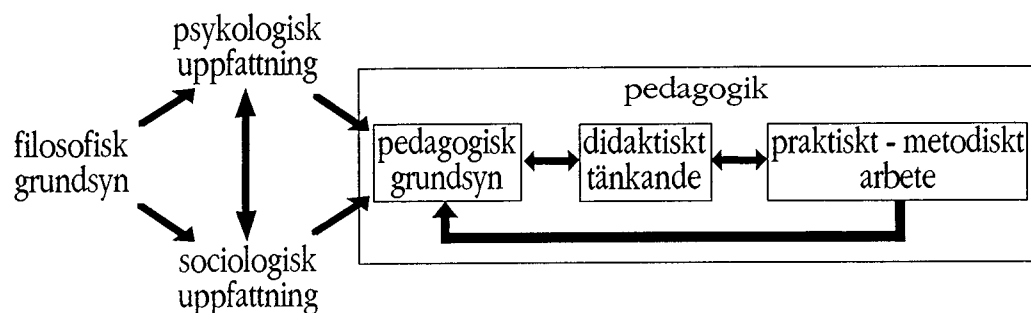 psykologisk
uppfattning
filosofisk
grundsyn
sociologisk
uppfattning
pedagogik
pedagogisk
grundsyn
didaktiskt
tänkande
praktiskt - metodiskt
arbete